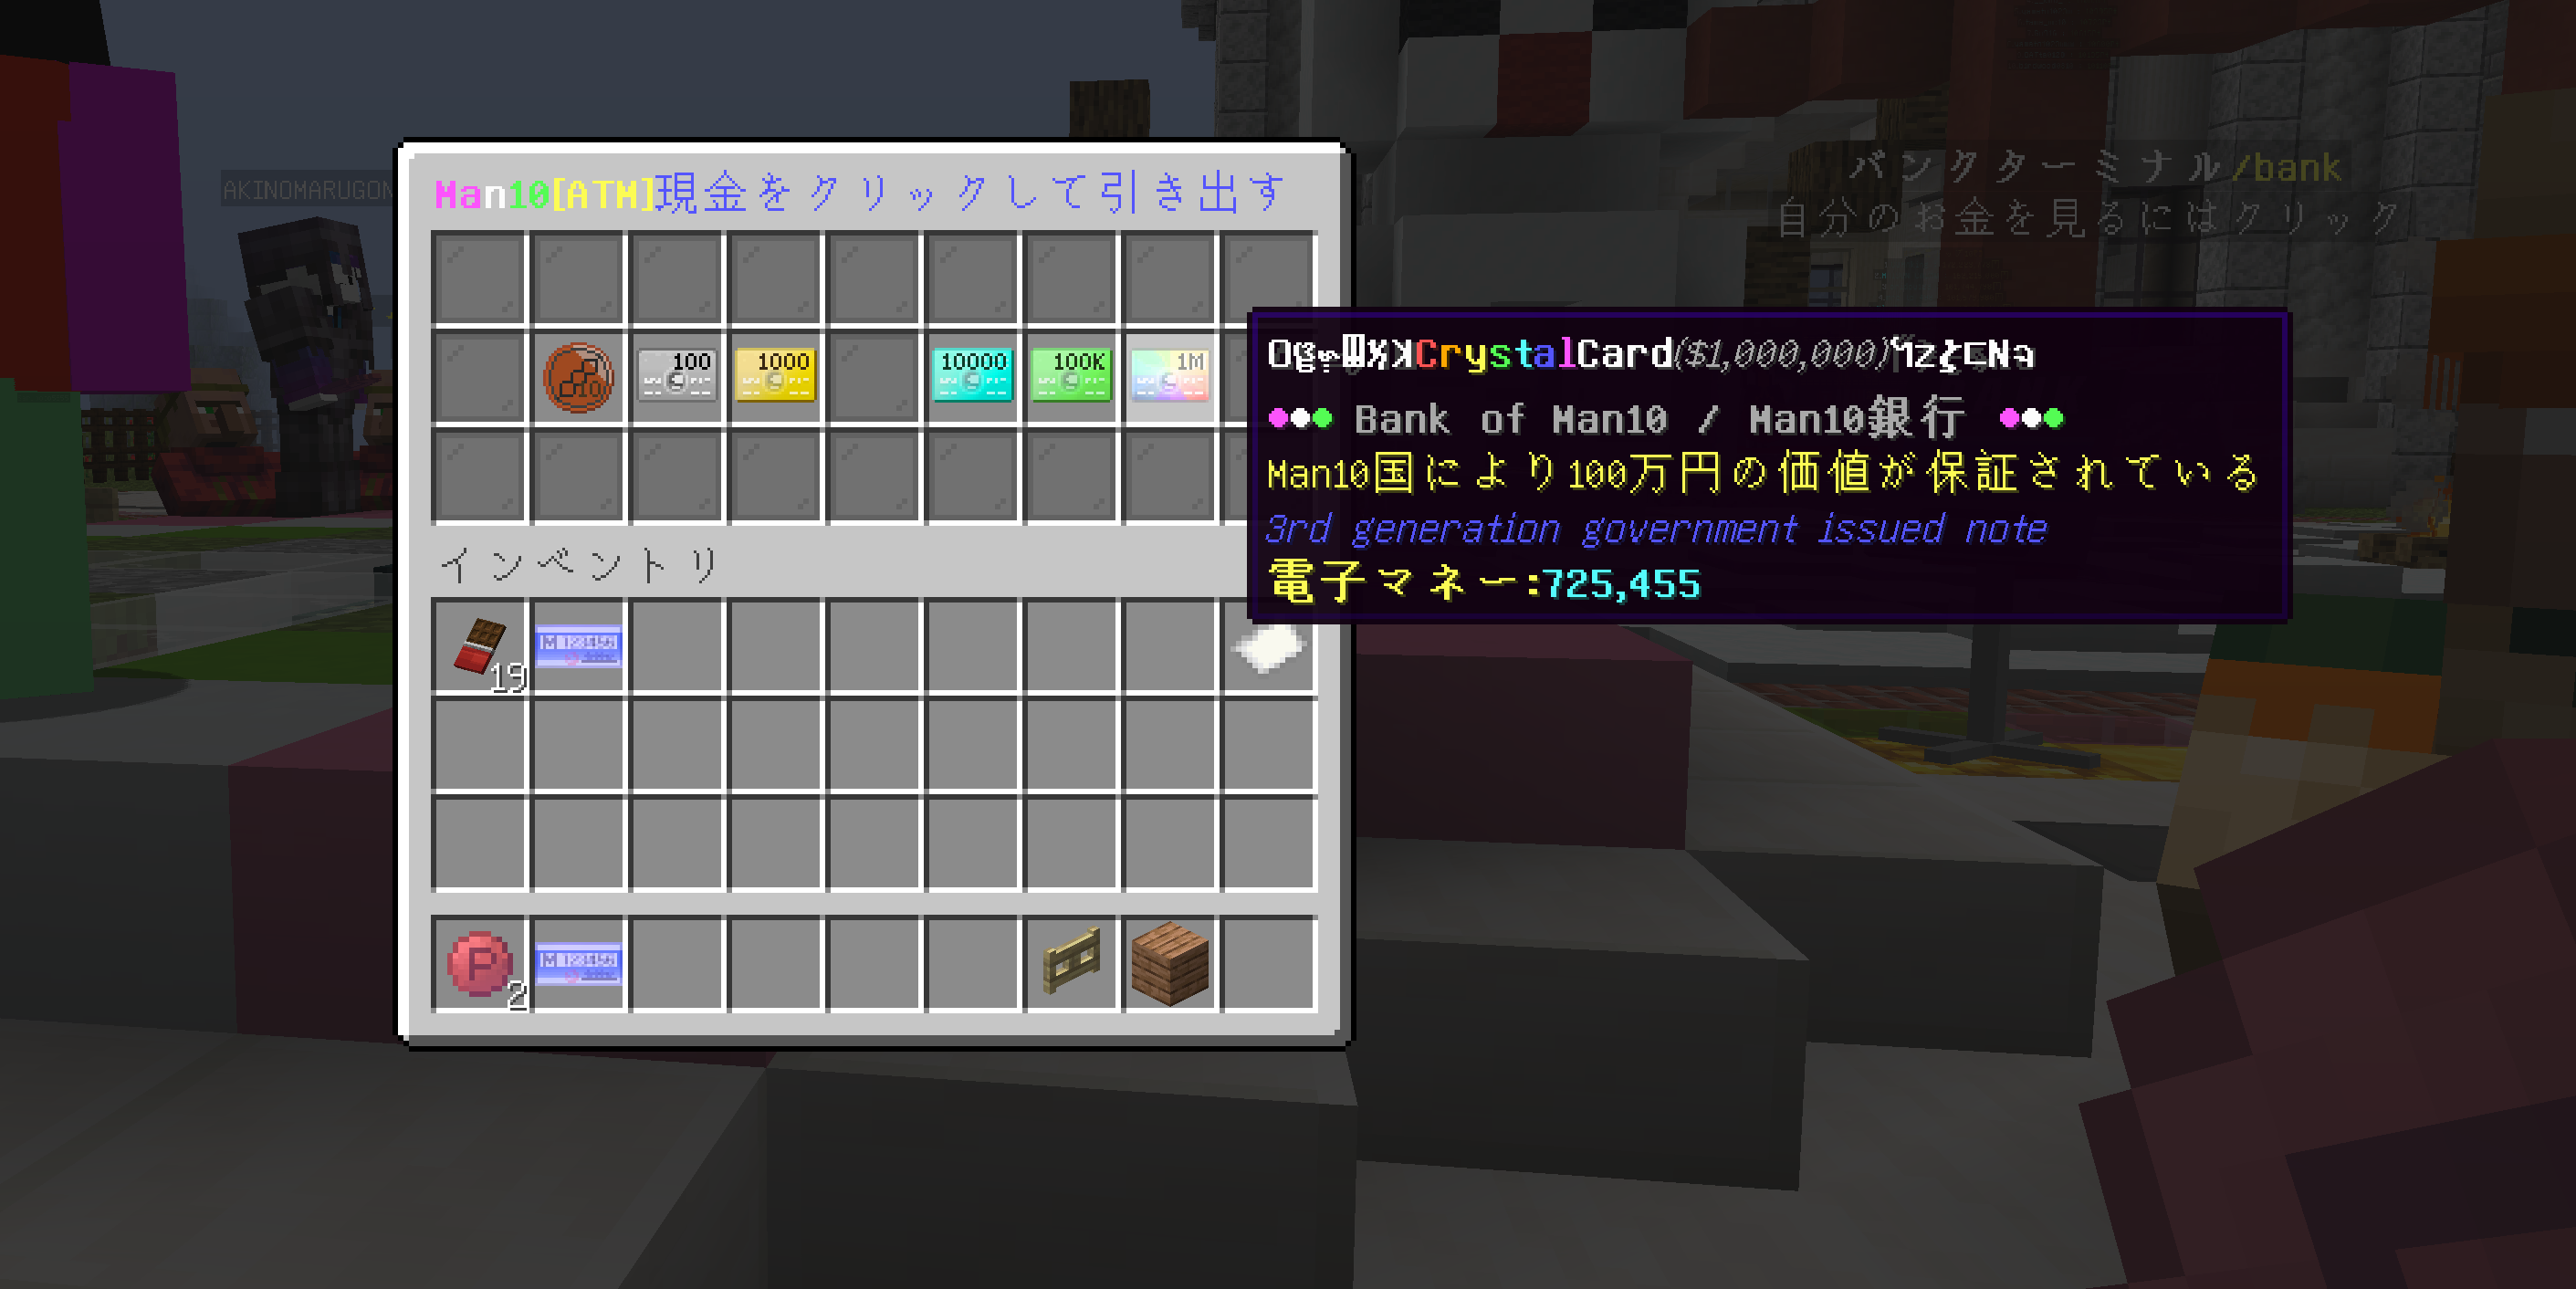 AKINOMARUGON
Man10[ATM]現金をクリックして引き出す
バンクターミナル/bank
自分のお金を見るにはクリック
10
100
1000
10000
100K
1M
CrystalCard($1,000,000)
●●● Bank of Man10 / Man10銀行 ●●●
Man10国により100万円の価値が保証されている
3rd generation government issued note
電子マネー:725,455
インベントリ
19
P
2